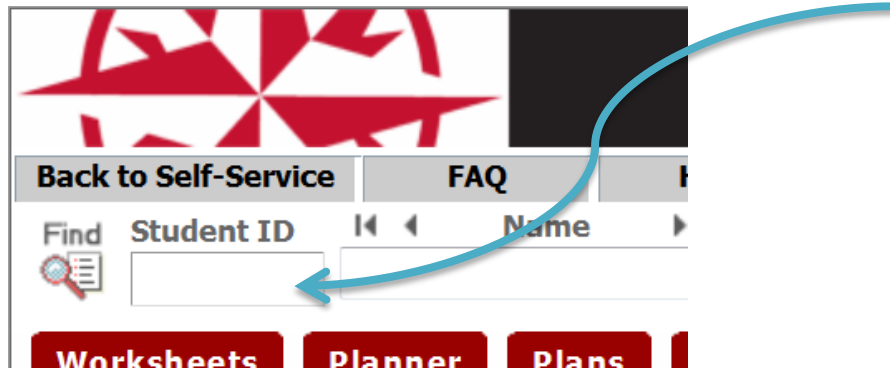 Back to Self-Service FAQ
Find Student ID Name
Worksheets Planner Plans